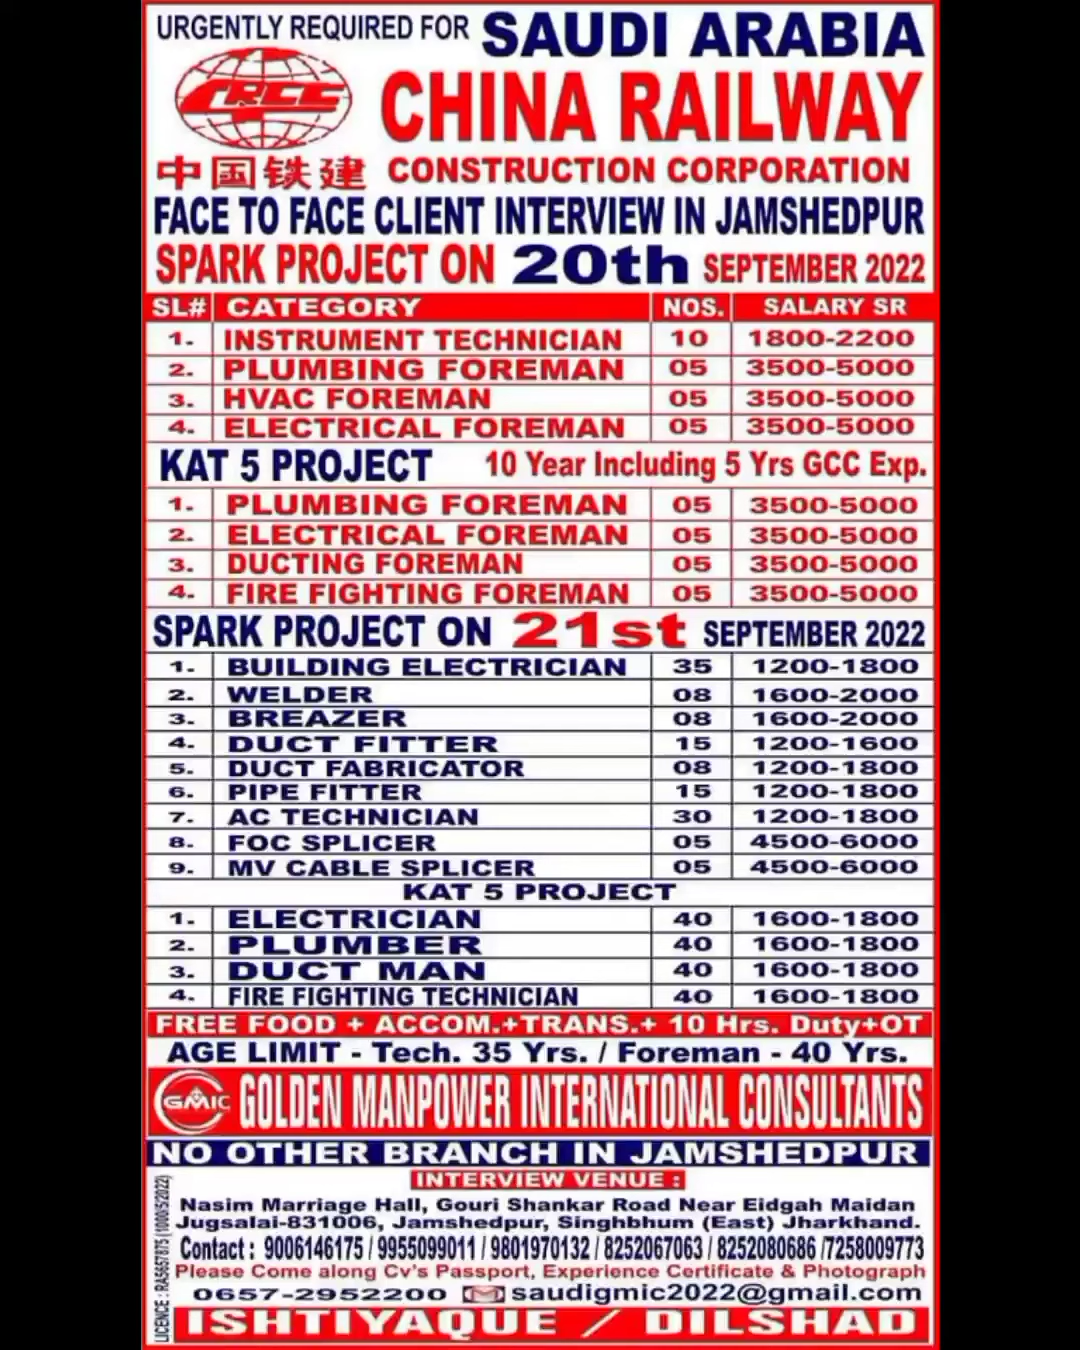 URGENTLY REQUIRED FOR SAUDI ARABIA
CRCC
CHINA RAILWAY
中国铁建 CONSTRUCTION CORPORATION
FACE TO FACE CLIENT INTERVIEW IN JAMSHEDPUR
SPARK PROJECT ON 20th SEPTEMBER 2022
SL# CATEGORY NOS. SALARY SR
1. INSTRUMENT TECHNICIAN 10 1800-2200
2. PLUMBING FOREMAN 05 3500-5000
3. HVAC FOREMAN 05 3500-5000
4. ELECTRICAL FOREMAN 05 3500-5000
KAT 5 PROJECT 10 Year Including 5 Yrs GCC Exp.
1. PLUMBING FOREMAN 05 3500-5000
2. ELECTRICAL FOREMAN 05 3500-5000
3. DUCTING FOREMAN 05 3500-5000
4. FIRE FIGHTING FOREMAN 05 3500-5000
SPARK PROJECT ON 21st SEPTEMBER 2022
1. BUILDING ELECTRICIAN 35 1200-1800
2. WELDER 08 1600-2000
3. BREAZER 08 1600-2000
4. DUCT FITTER 15 1200-1600
5. DUCT FABRICATOR 08 1200-1800
6. PIPE FITTER 15 1200-1800
7. AC TECHNICIAN 30 1200-1800
8. FOC SPLICER 05 4500-6000
9. MV CABLE SPLICER 05 4500-6000
KAT 5 PROJECT
1. ELECTRICIAN 40 1600-1800
2. PLUMBER 40 1600-1800
3. DUCT MAN 40 1600-1800
4. FIRE FIGHTING TECHNICIAN 40 1600-1800
FREE FOOD + ACCOM.+TRANS.+ 10 Hrs. Duty+OT
AGE LIMIT - Tech. 35 Yrs. / Foreman - 40 Yrs.
GMIC GOLDEN MANPOWER INTERNATIONAL CONSULTANTS
NO OTHER BRANCH IN JAMSHEDPUR
INTERVIEW VENUE :
Nasim Marriage Hall, Gouri Shankar Road Near Eidgah Maidan
Jugsalai-831006, Jamshedpur, Singhbhum (East) Jharkhand.
Contact : 9006146175 / 9955099011 / 9801970132 / 8252067063 / 8252080686 /7258009773
Please Come along Cv's Passport, Experience Certificate & Photograph
0657-2952200 saudigmic2022@gmail.com
ISHTIYAQUE / DILSHAD
LICENCE : RA5657875 (1000/5/2022)